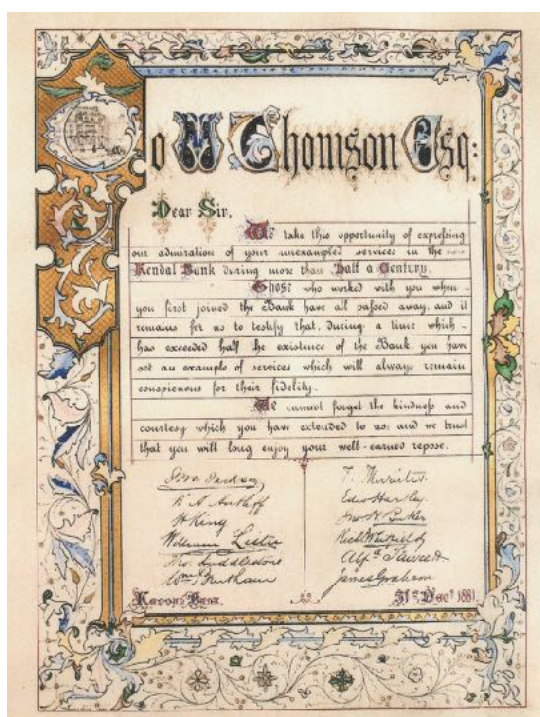 To W Thomson Esq:
Dear Sir,
We take this opportunity of expressing
our admiration of your unexampled services in the
Kendal Bank during more than Half a Century.
Those who worked with you when
you first joined the Bank have all passed away, and it
remains for us to testify that, during a time which
has exceeded half the existence of the Bank you have
set an example of services which will always remain
conspicuous for their fidelity.
We cannot forget the kindness and
courtesy which you have extended to us: and we trust
that you will long enjoy your well-earned repose.
H King
Edw Hartley
William Lister
James Graham
31st Decr 1881.